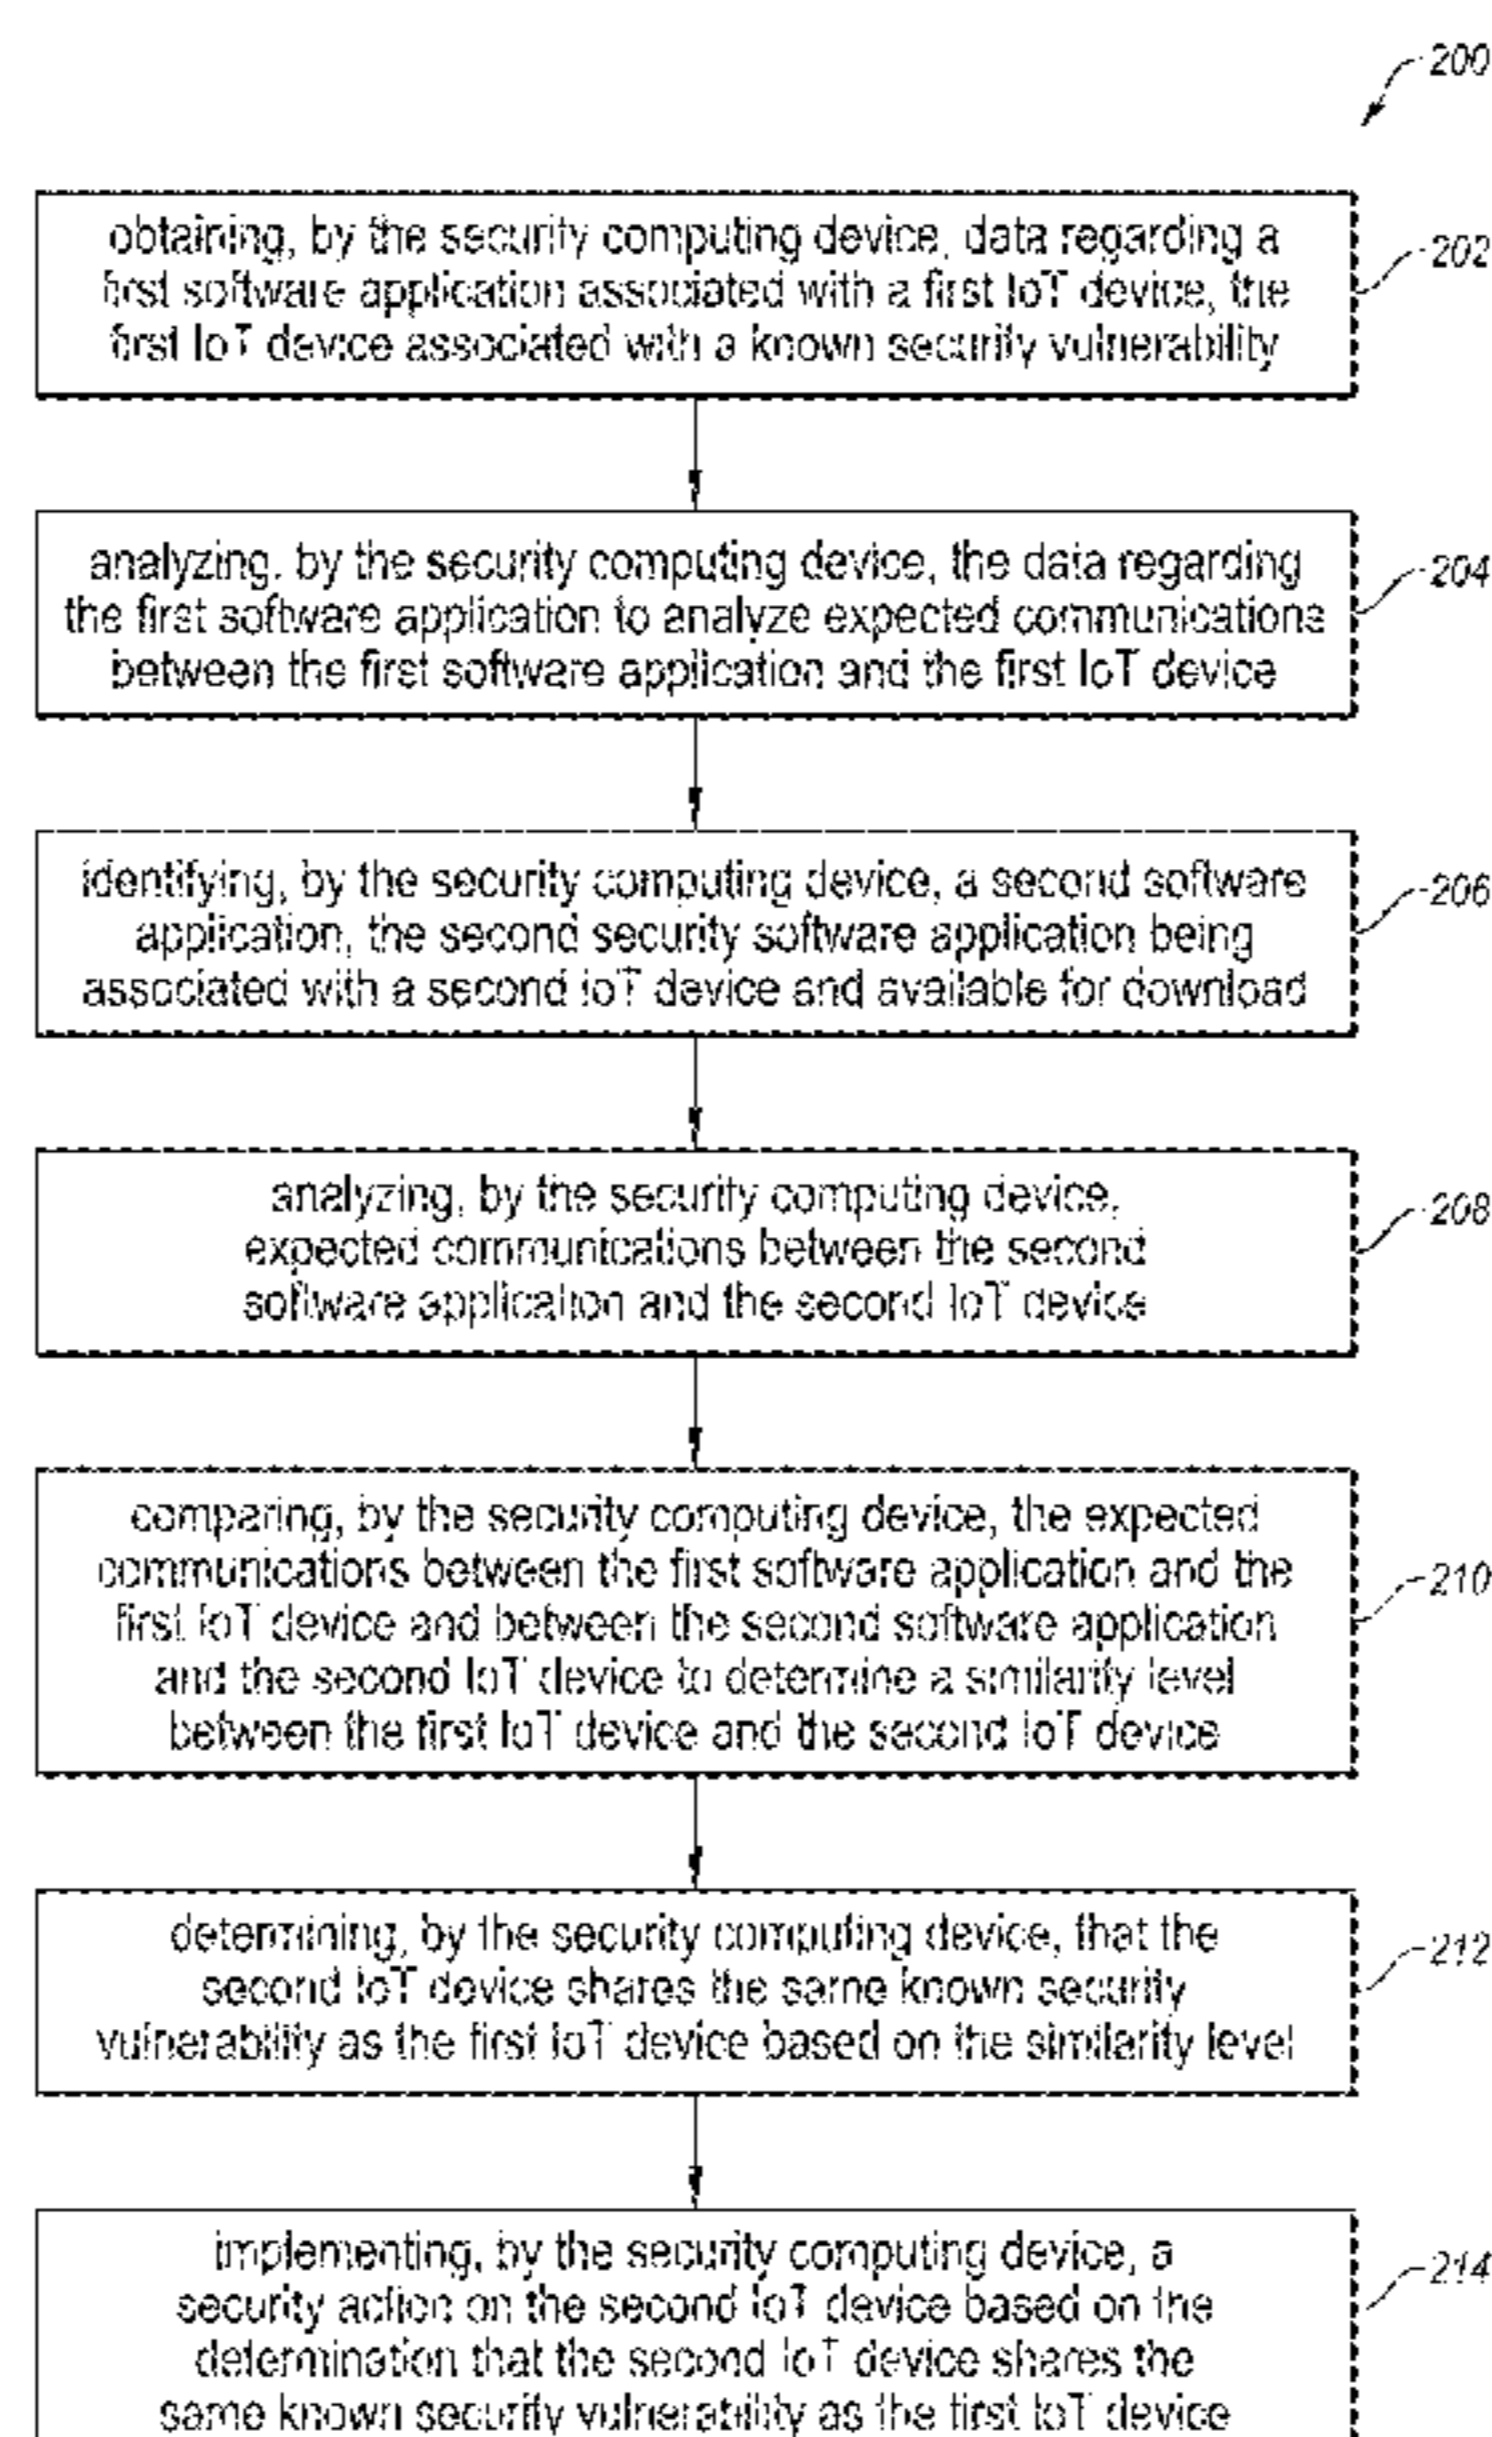 200
obtaining, by the security computing device, data regarding a
first software application associated with a first IoT device, the
first IoT device associated with a known security vulnerability
202
analyzing, by the security computing device, the data regarding
the first software application to analyze expected communications
between the first software application and the first IoT device
204
identifying, by the security computing device, a second software
application, the second security software application being
associated with a second IoT device and available for download
206
analyzing, by the security computing device,
expected communications between the second
software application and the second IoT device
208
comparing, by the security computing device, the expected
communications between the first software application and the
first IoT device and between the second software application
and the second IoT device to determine a similarity level
between the first IoT device and the second IoT device
210
determining, by the security computing device, that the
second IoT device shares the same known security
vulnerability as the first IoT device based on the similarity level
212
implementing, by the security computing device, a
security action on the second IoT device based on the
determination that the second IoT device shares the
same known security vulnerability as the first IoT device
214